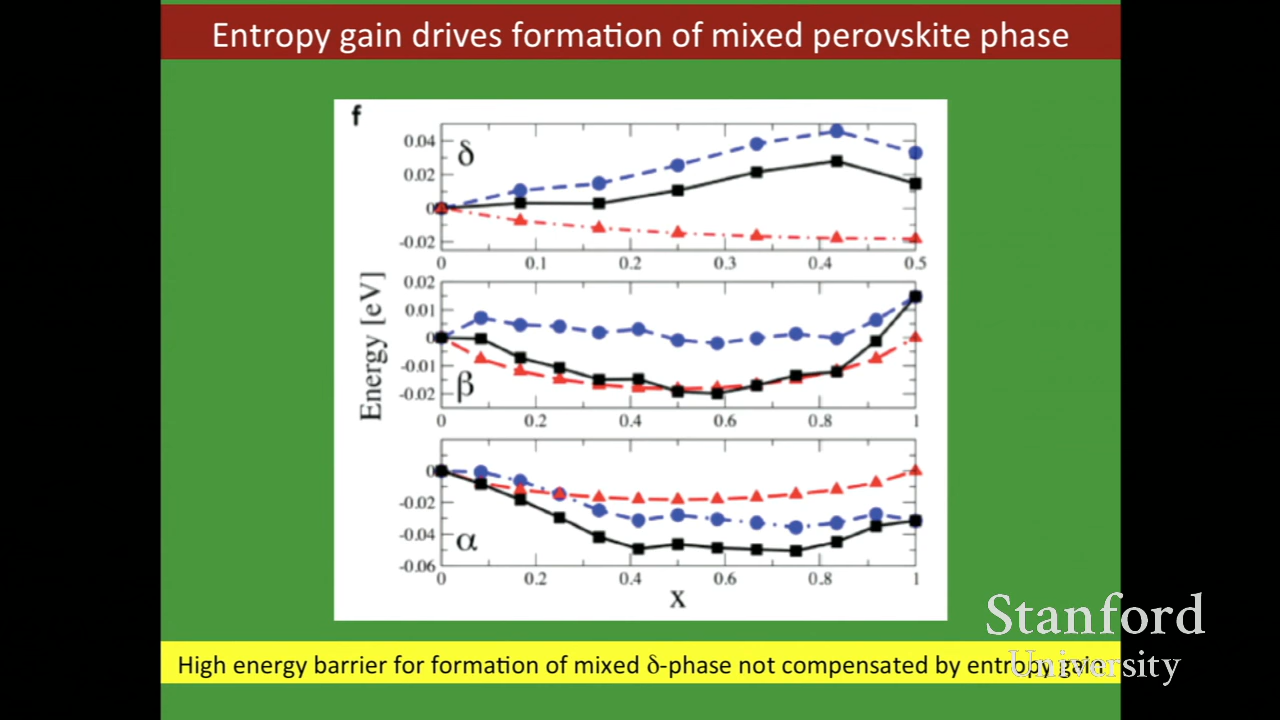 Entropy gain drives formation of mixed perovskite phase
f
δ
0.04
0.02
0
-0.02
0 0.1 0.2 0.3 0.4 0.5
Energy [eV]
0.02
0.01
0
-0.01
-0.02
β
0 0.2 0.4 0.6 0.8 1
0
-0.02
-0.04
-0.06
α
0 0.2 0.4 0.6 0.8 1
X
Stanford
University
High energy barrier for formation of mixed δ-phase not compensated by entropy gain